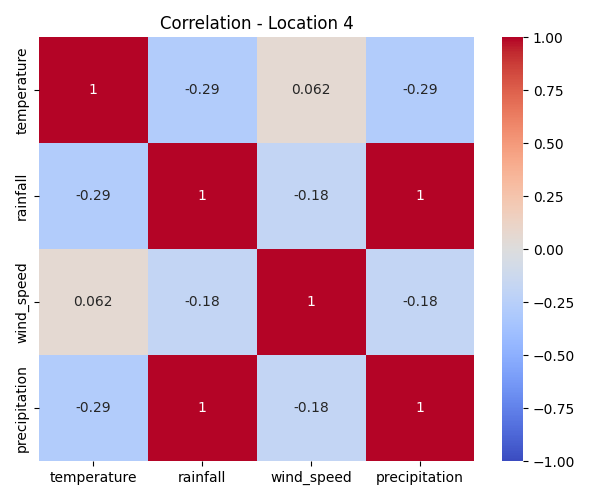 Correlation - Location 4
temperature
1
-0.29
0.062
-0.29
rainfall
-0.29
1
-0.18
1
wind_speed
0.062
-0.18
1
-0.18
precipitation
-0.29
1
-0.18
1
temperature
rainfall
wind_speed
precipitation
1.00
0.75
0.50
0.25
0.00
−0.25
−0.50
−0.75
−1.00